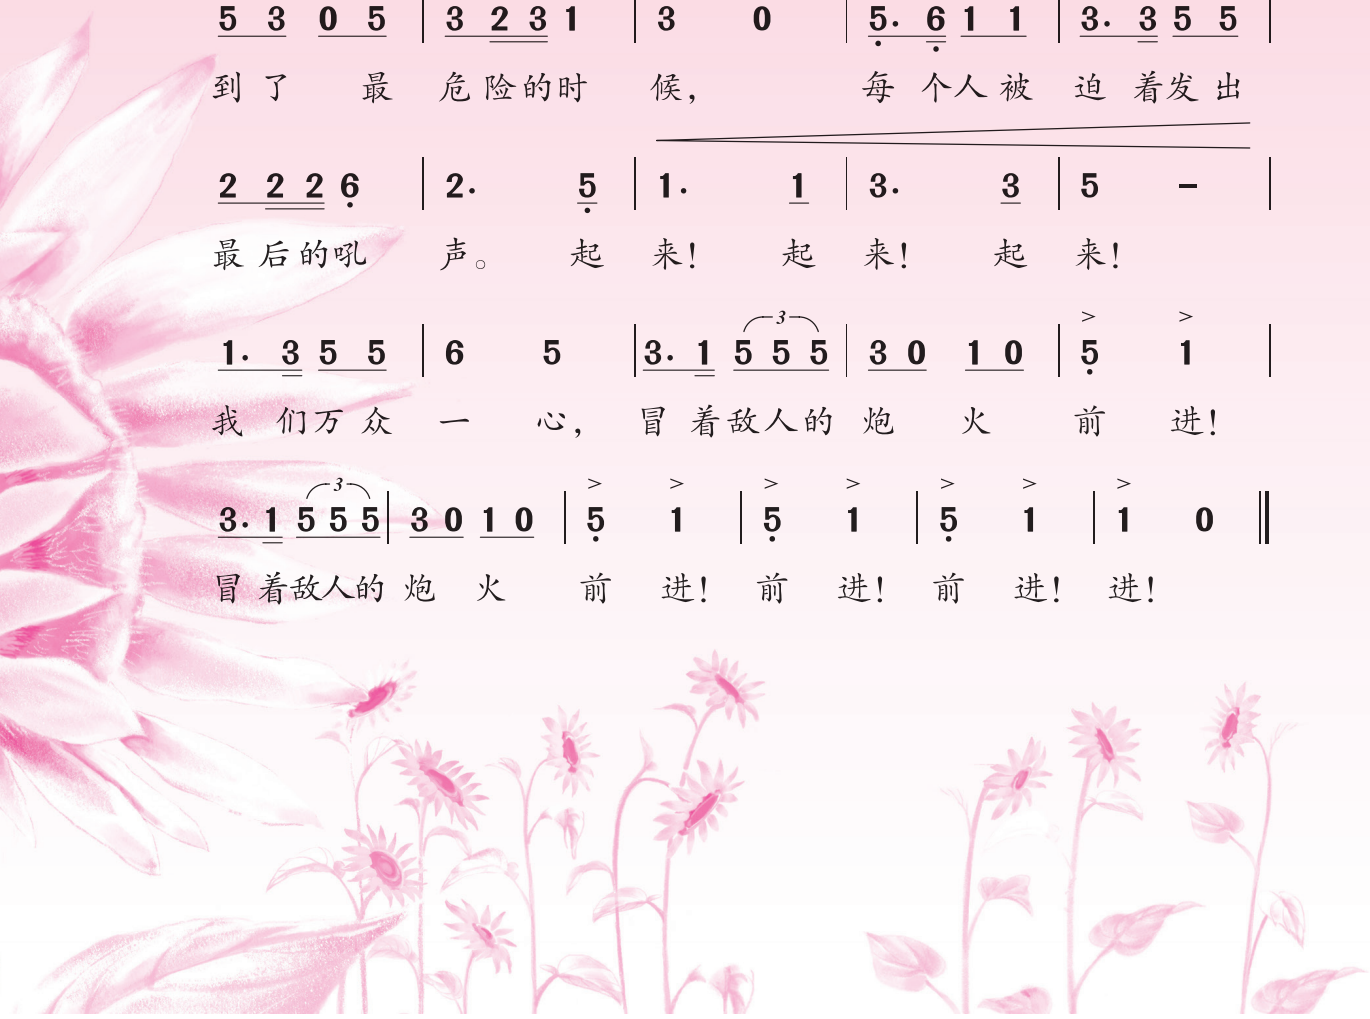 5 3 0 5 | 3 2 3 1 | 3 0 | 5. 6 1 1 | 3. 3 5 5 |
到了 最 危险的时 候， 每 个人被 迫 着发出
2 2 2 6 | 2. 5 | 1. 1 | 3. 3 | 5 – |
最后的吼 声。 起 来！ 起 来！ 起 来！
> >
1. 3 5 5 | 6 5 | 3. 1 5 5 5 | 3 0 1 0 | 5 1 |
3
我 们万众 一 心， 冒 着敌人的 炮 火 前 进！
3 > > > > > > >
3. 1 5 5 5 | 3 0 1 0 | 5 1 | 5 1 | 5 1 | 1 0 ||
冒 着敌人的 炮 火 前 进！ 前 进！ 前 进！ 进！